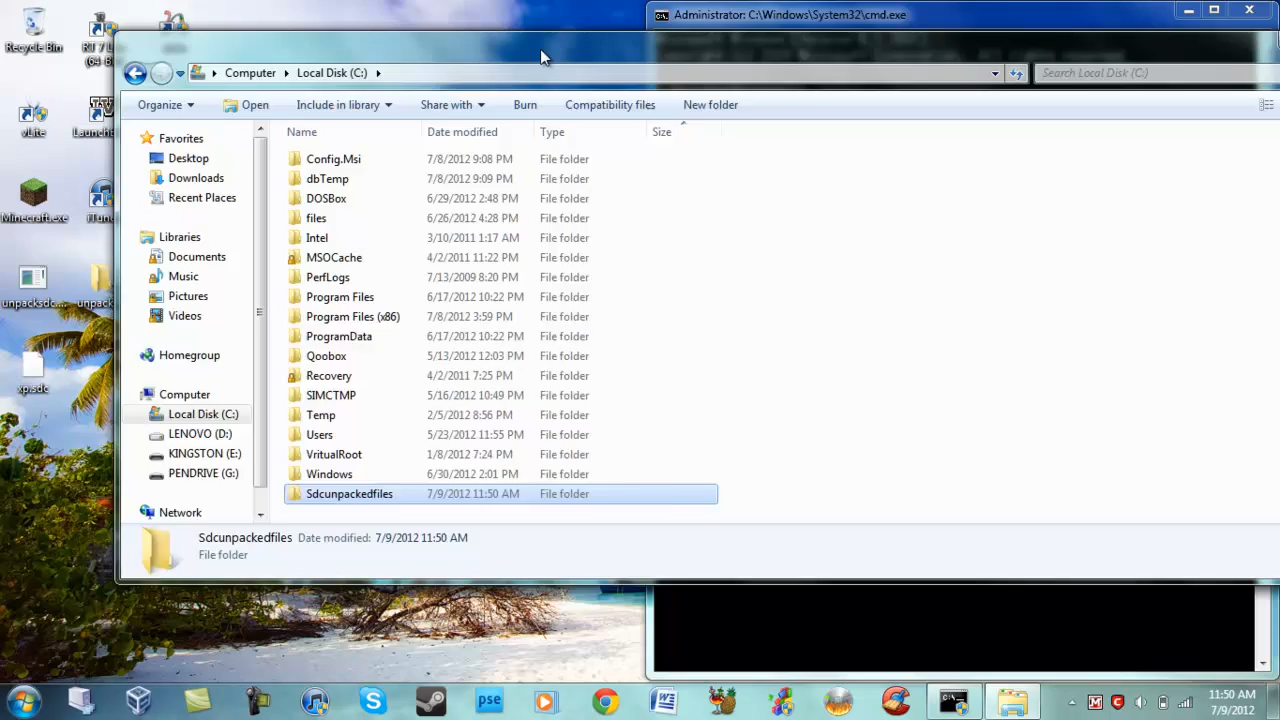 Administrator: C:\Windows\System32\cmd.exe
Recycle Bin
RT 7 L
(64-B
vLite
Launch
Minecraft.exe
iTun
unpacksdc....
unpack
xp.sdc
Computer
Local Disk (C:)
Search Local Disk (C:)
Organize
Open
Include in library
Share with
Burn
Compatibility files
New folder
Favorites
Desktop
Downloads
Recent Places
Libraries
Documents
Music
Pictures
Videos
Homegroup
Computer
Local Disk (C:)
LENOVO (D:)
KINGSTON (E:)
PENDRIVE (G:)
Network
Name Date modified Type Size
Config.Msi 7/8/2012 9:08 PM File folder
dbTemp 7/8/2012 9:09 PM File folder
DOSBox 6/29/2012 2:48 PM File folder
files 6/26/2012 4:28 PM File folder
Intel 3/10/2011 1:17 AM File folder
MSOCache 4/2/2011 11:22 PM File folder
PerfLogs 7/13/2009 8:20 PM File folder
Program Files 6/17/2012 10:22 PM File folder
Program Files (x86) 7/8/2012 3:59 PM File folder
ProgramData 6/17/2012 10:22 PM File folder
Qoobox 5/13/2012 12:03 PM File folder
Recovery 4/2/2011 7:25 PM File folder
SIMCTMP 5/16/2012 10:49 PM File folder
Temp 2/5/2012 8:56 PM File folder
Users 5/23/2012 11:55 PM File folder
VritualRoot 1/8/2012 7:24 PM File folder
Windows 6/30/2012 2:01 PM File folder
Sdcunpackedfiles 7/9/2012 11:50 AM File folder
Sdcunpackedfiles Date modified: 7/9/2012 11:50 AM
File folder
pse
11:50 AM
7/9/2012